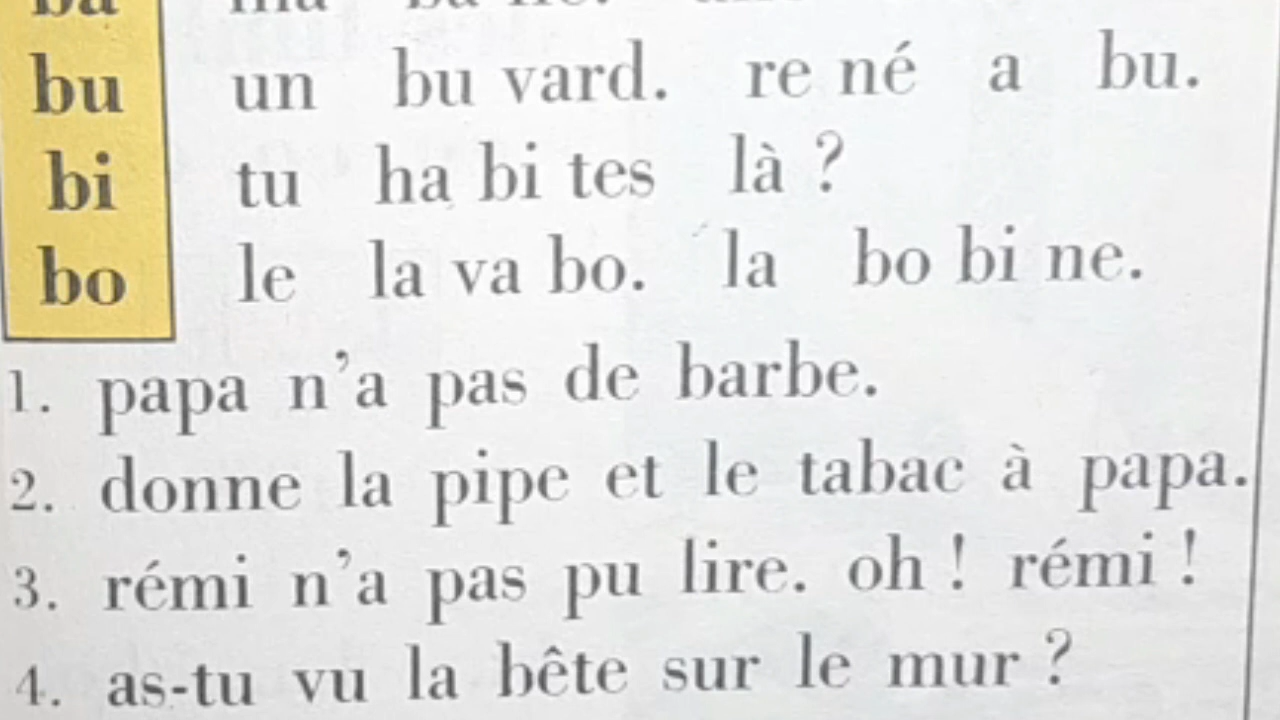 bu un bu vard. re né a bu.
bi tu ha bi tes là ?
bo le la va bo. la bo bi ne.
1. papa n'a pas de barbe.
2. donne la pipe et le tabac à papa.
3. rémi n'a pas pu lire. oh ! rémi !
4. as-tu vu la bête sur le mur ?